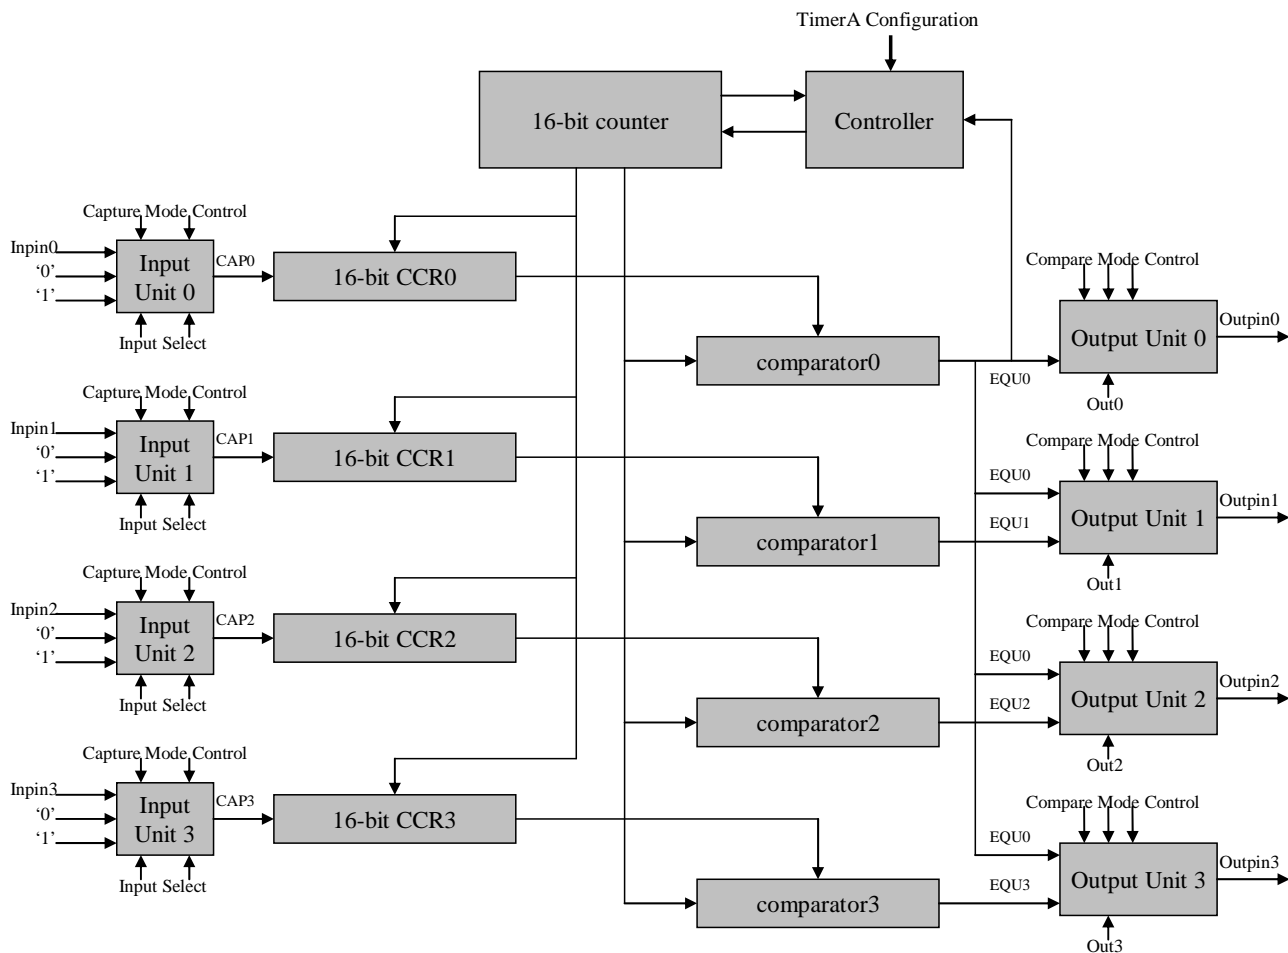 TimerA Configuration
16-bit counter
Controller
Capture Mode Control
Inpin0
‘0’
‘1’
Input
Unit 0
CAP0
16-bit CCR0
Input Select
comparator0
EQU0
Compare Mode Control
Output Unit 0
Outpin0
Out0
Capture Mode Control
Inpin1
‘0’
‘1’
Input
Unit 1
CAP1
16-bit CCR1
Input Select
comparator1
EQU0
EQU1
Compare Mode Control
Output Unit 1
Outpin1
Out1
Capture Mode Control
Inpin2
‘0’
‘1’
Input
Unit 2
CAP2
16-bit CCR2
Input Select
comparator2
EQU0
EQU2
Compare Mode Control
Output Unit 2
Outpin2
Out2
Capture Mode Control
Inpin3
‘0’
‘1’
Input
Unit 3
CAP3
16-bit CCR3
Input Select
comparator3
EQU0
EQU3
Compare Mode Control
Output Unit 3
Outpin3
Out3